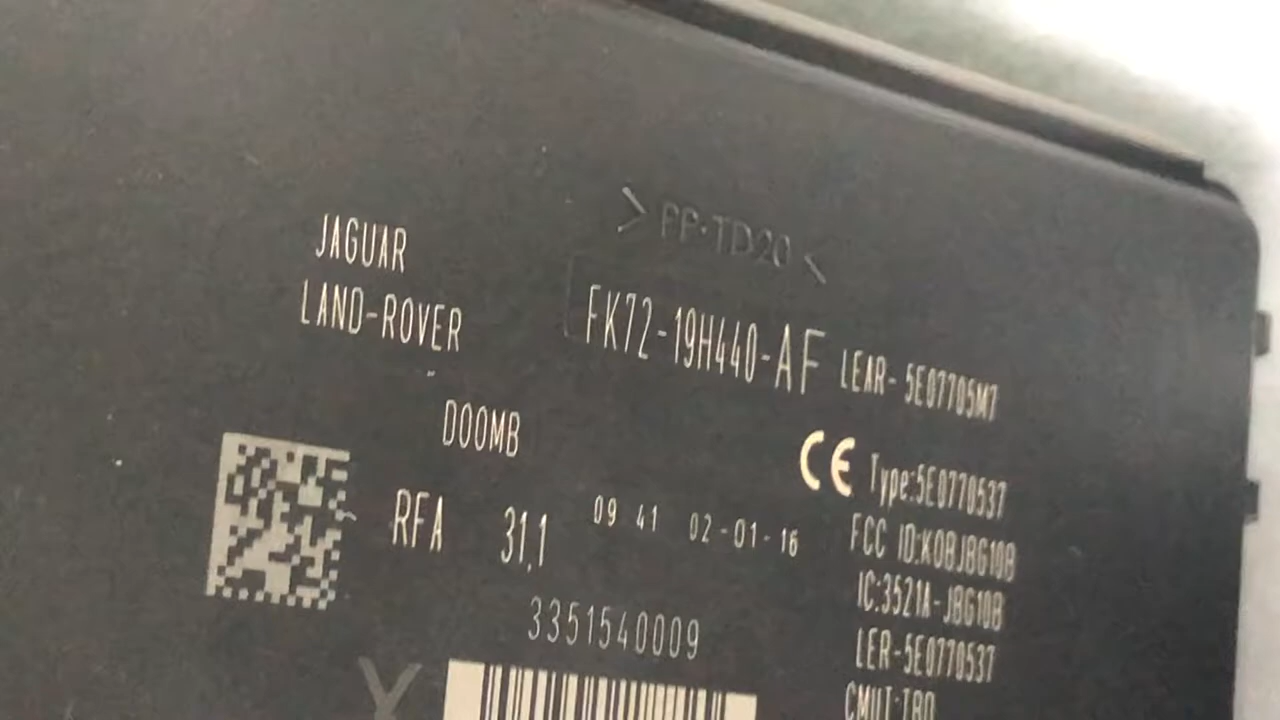 >PP-TD20<
JAGUAR
LAND-ROVER
FK72-19H440-AF
LEAR- 5E07705M7
D00MB
CE Type:5E0770537
RFA 31,1
09 41 02-01-16
FCC ID:KOBJBG10B
IC:3521A-JBG10B
LER-5E0770537
3351540009
Y